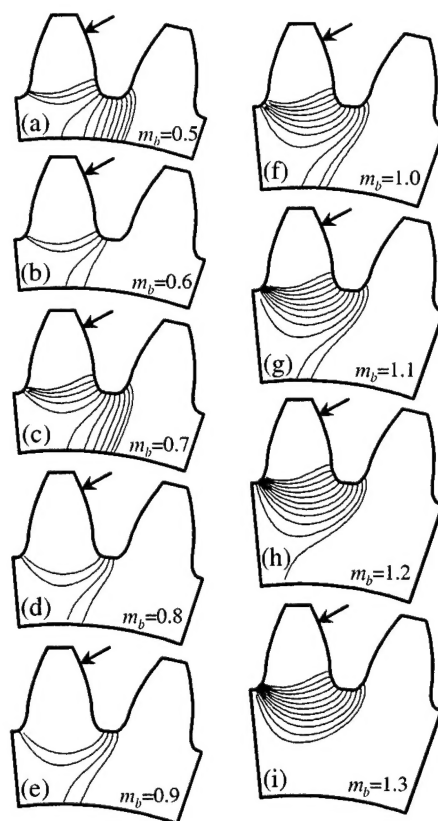 (a) m_b=0.5
(b) m_b=0.6
(c) m_b=0.7
(d) m_b=0.8
(e) m_b=0.9
(f) m_b=1.0
(g) m_b=1.1
(h) m_b=1.2
(i) m_b=1.3